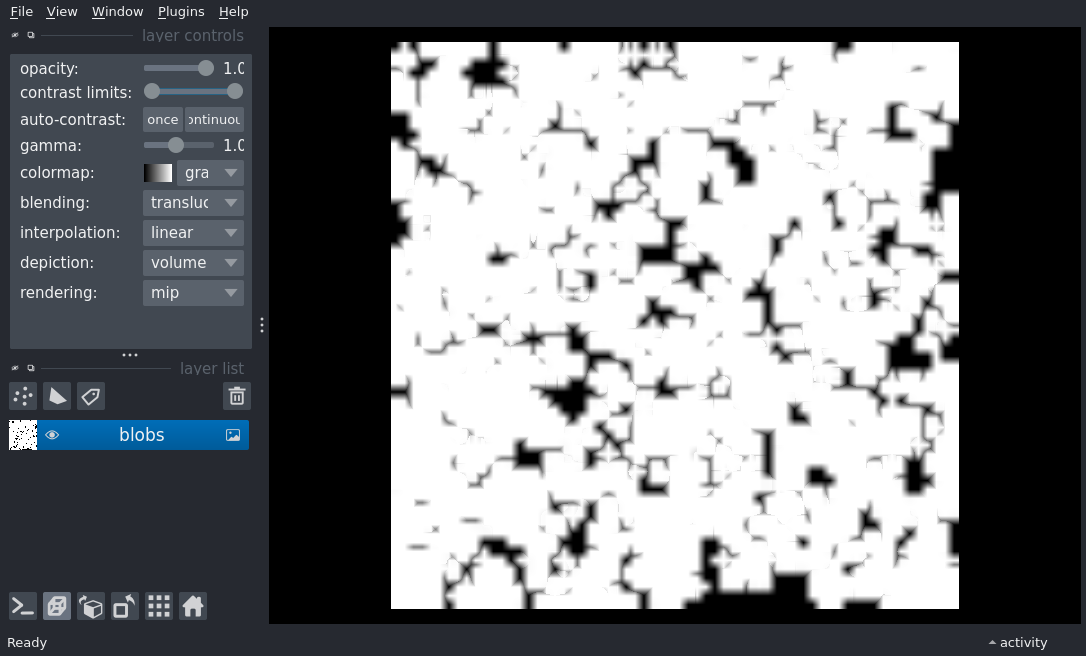 File View Window Plugins Help
layer controls
opacity: 1.0
contrast limits:
auto-contrast: once ontinuou
gamma: 1.0
colormap: gra
blending: transluc
interpolation: linear
depiction: volume
rendering: mip
layer list
blobs
Ready activity